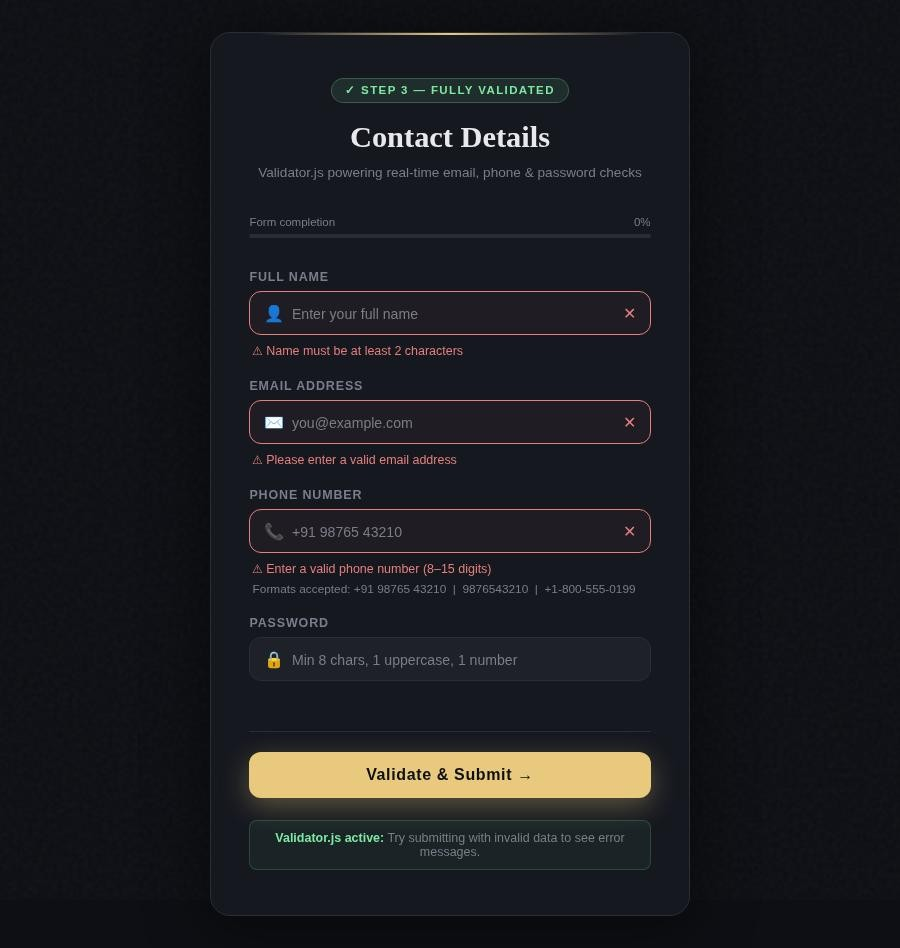 ✓ STEP 3 — FULLY VALIDATED
Contact Details
Validator.js powering real-time email, phone & password checks
Form completion 0%
FULL NAME
Enter your full name ✕
⚠ Name must be at least 2 characters
EMAIL ADDRESS
you@example.com ✕
⚠ Please enter a valid email address
PHONE NUMBER
+91 98765 43210 ✕
⚠ Enter a valid phone number (8–15 digits)
Formats accepted: +91 98765 43210 | 9876543210 | +1-800-555-0199
PASSWORD
Min 8 chars, 1 uppercase, 1 number
Validate & Submit →
Validator.js active: Try submitting with invalid data to see error
messages.